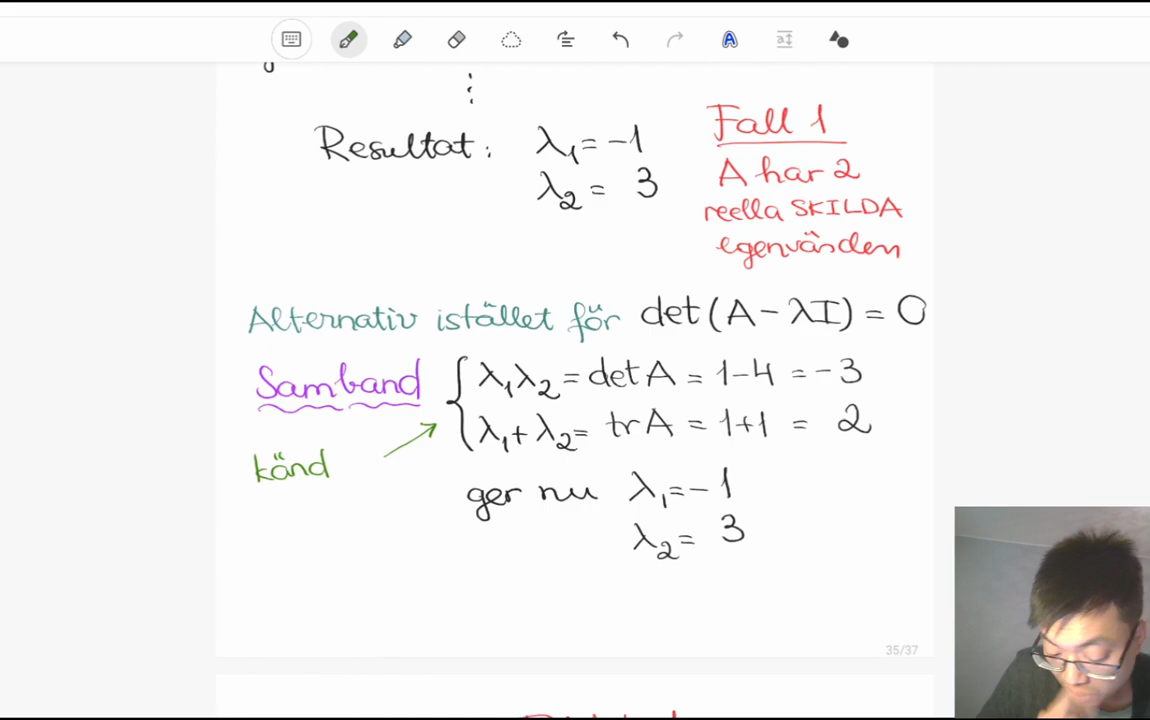 Resultat: λ₁ = -1
λ₂ = 3
Fall 1
A har 2
reella SKILDA
egenvärden
Alternativ istället för det(A - λI) = 0
Samband λ₁λ₂ = det A = 1-4 = -3
λ₁+λ₂ = tr A = 1+1 = 2
känd
ger nu λ₁ = -1
λ₂ = 3
35/37